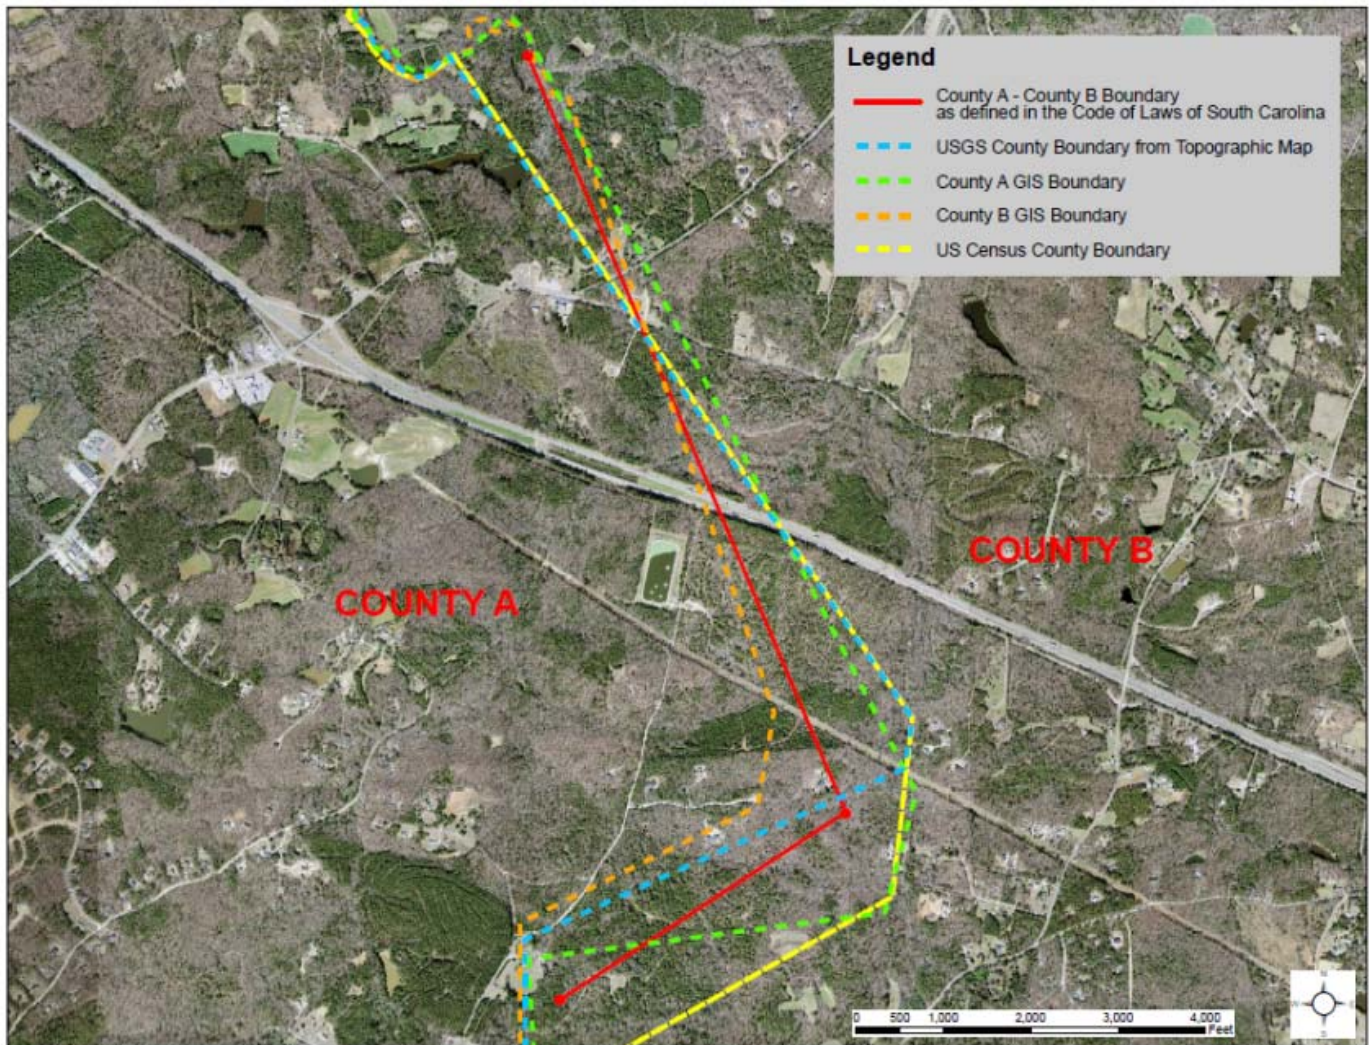 Legend
County A - County B Boundary
as defined in the Code of Laws of South Carolina
USGS County Boundary from Topographic Map
County A GIS Boundary
County B GIS Boundary
US Census County Boundary
COUNTY B
COUNTY A
N
W E
S
0 500 1,000 2,000 3,000 4,000
Feet